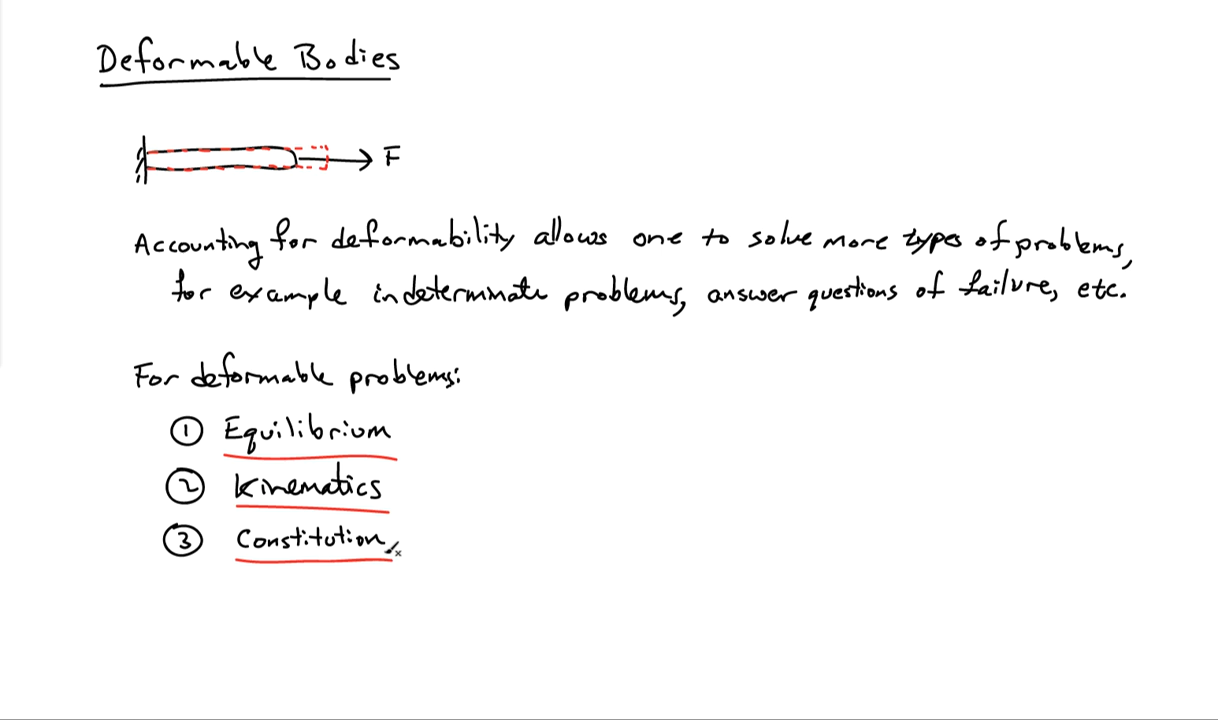 Deformable Bodies
F
Accounting for deformability allows one to solve more types of problems,
for example indeterminate problems, answer questions of failure, etc.
For deformable problems:
① Equilibrium
② Kinematics
③ Constitution